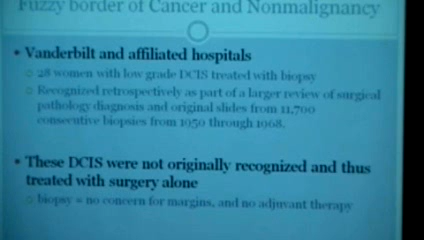 Fuzzy border of Cancer and Nonmalignancy
• Vanderbilt and affiliated hospitals
○ 28 women with low grade DCIS treated with biopsy
○ Recognized retrospectively as part of a larger review of surgical
pathology diagnosis and original slides from 11,700
consecutive biopsies from 1950 through 1968.
• These DCIS were not originally recognized and thus
treated with surgery alone
○ biopsy = no concern for margins, and no adjuvant therapy